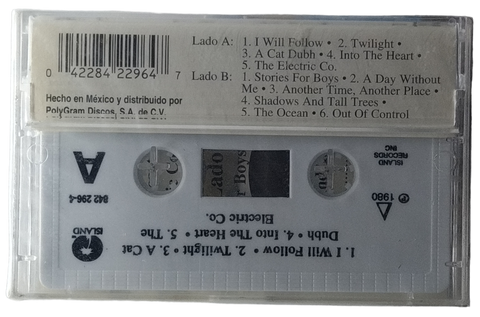 Lado A: 1. I Will Follow • 2. Twilight •
3. A Cat Dubh • 4. Into The Heart •
5. The Electric Co.
Lado B: 1. Stories For Boys • 2. A Day Without
Me • 3. Another Time, Another Place •
4. Shadows And Tall Trees •
5. The Ocean • 6. Out Of Control
0 42284 22964 7
Hecho en México y distribuido por
PolyGram Discos, S.A. de C.V.
A
842 296-4
Lado
r Boys
ISLAND
RECORDS
INC
℗ 1980
ISLAND
1. I Will Follow • 2. Twilight • 3. A Cat
Dubh • 4. Into The Heart • 5. The
Electric Co.